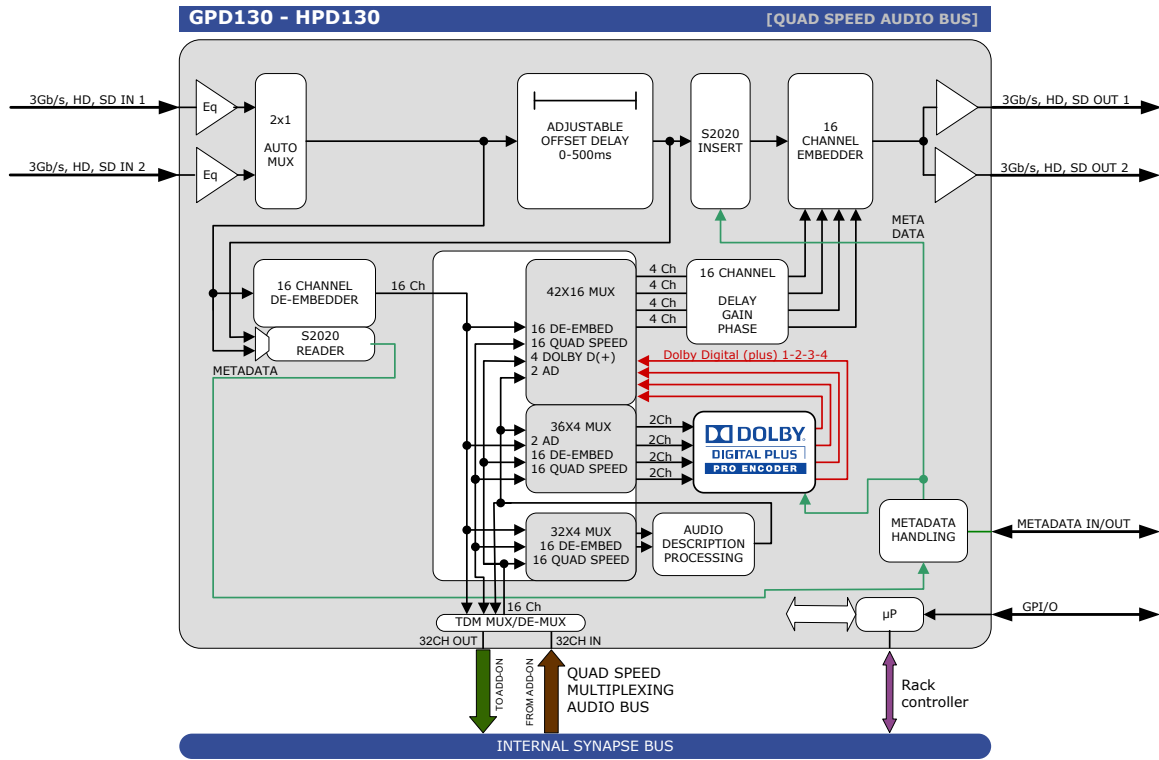 GPD130 - HPD130
[QUAD SPEED AUDIO BUS]
3Gb/s, HD, SD IN 1
Eq
2x1
AUTO
MUX
3Gb/s, HD, SD IN 2
Eq
ADJUSTABLE
OFFSET DELAY
0-500ms
S2020
INSERT
16
CHANNEL
EMBEDDER
3Gb/s, HD, SD OUT 1
3Gb/s, HD, SD OUT 2
META
DATA
16 CHANNEL
DE-EMBEDDER
16 Ch
S2020
READER
METADATA
42X16 MUX
16 DE-EMBED
16 QUAD SPEED
4 DOLBY D(+)
2 AD
4 Ch
4 Ch
4 Ch
4 Ch
16 CHANNEL
DELAY
GAIN
PHASE
Dolby Digital (plus) 1-2-3-4
36X4 MUX
2 AD
16 DE-EMBED
16 QUAD SPEED
2Ch
2Ch
2Ch
2Ch
DOLBY
DIGITAL PLUS
PRO ENCODER
32X4 MUX
16 DE-EMBED
16 QUAD SPEED
AUDIO
DESCRIPTION
PROCESSING
METADATA
HANDLING
METADATA IN/OUT
16 Ch
TDM MUX/DE-MUX
µP
GPI/O
32CH OUT
32CH IN
TO ADD-ON
FROM ADD-ON
QUAD SPEED
MULTIPLEXING
AUDIO BUS
Rack
controller
INTERNAL SYNAPSE BUS